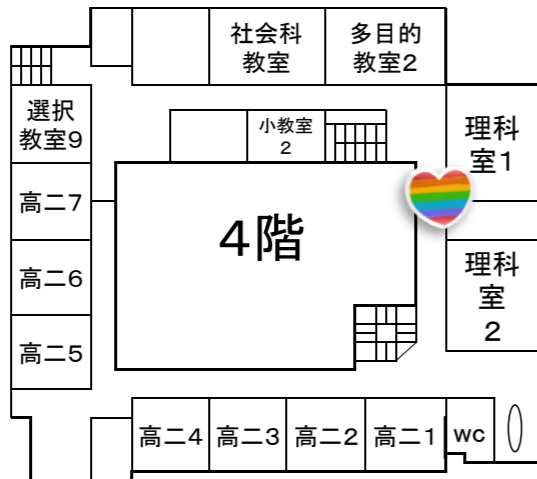 社会科
教室
多目的
教室2
選択
教室9
小教室
2
理科
室1
高二7
4階
高二6
理科
室
2
高二5
高二4
高二3
高二2
高二1
wc